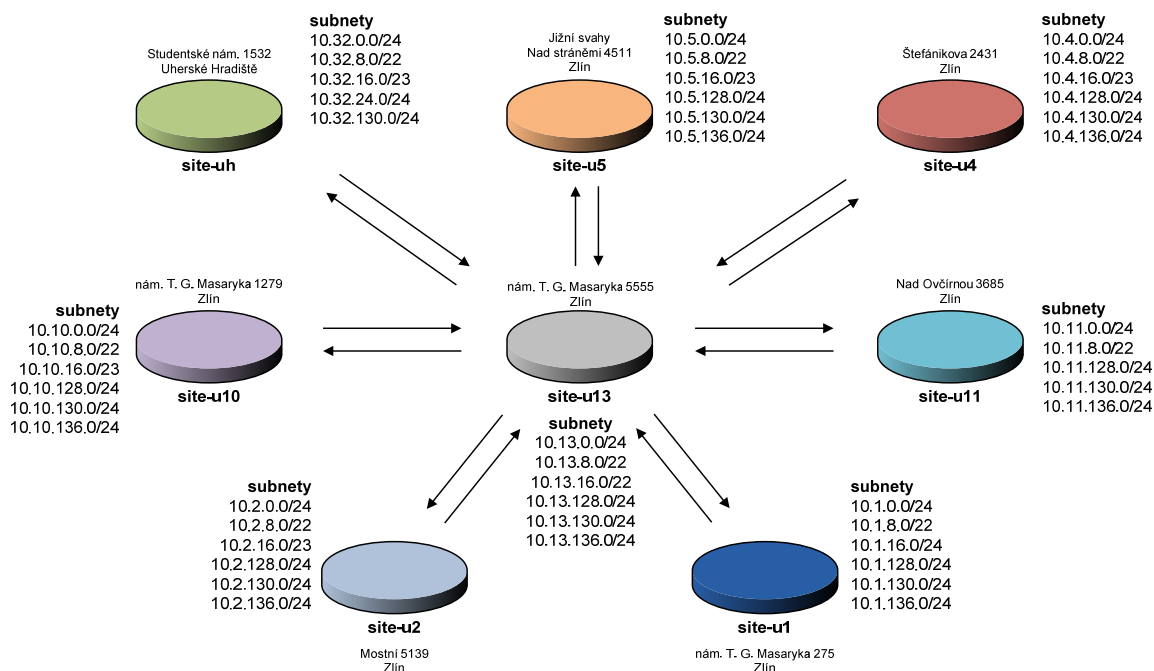 Studentské nám. 1532
Uherské Hradiště
site-uh
subnety
10.32.0.0/24
10.32.8.0/22
10.32.16.0/23
10.32.24.0/24
10.32.130.0/24
Jižní svahy
Nad stráněmi 4511
Zlín
site-u5
subnety
10.5.0.0/24
10.5.8.0/22
10.5.16.0/23
10.5.128.0/24
10.5.130.0/24
10.5.136.0/24
Štefánikova 2431
Zlín
site-u4
subnety
10.4.0.0/24
10.4.8.0/22
10.4.16.0/23
10.4.128.0/24
10.4.130.0/24
10.4.136.0/24
nám. T. G. Masaryka 1279
Zlín
site-u10
subnety
10.10.0.0/24
10.10.8.0/22
10.10.16.0/23
10.10.128.0/24
10.10.130.0/24
10.10.136.0/24
nám. T. G. Masaryka 5555
Zlín
site-u13
subnety
10.13.0.0/24
10.13.8.0/22
10.13.16.0/22
10.13.128.0/24
10.13.130.0/24
10.13.136.0/24
Nad Ovčírnou 3685
Zlín
site-u11
subnety
10.11.0.0/24
10.11.8.0/22
10.11.128.0/24
10.11.130.0/24
10.11.136.0/24
subnety
10.2.0.0/24
10.2.8.0/22
10.2.16.0/23
10.2.128.0/24
10.2.130.0/24
10.2.136.0/24
site-u2
Mostní 5139
Zlín
subnety
10.1.0.0/24
10.1.8.0/22
10.1.16.0/24
10.1.128.0/24
10.1.130.0/24
10.1.136.0/24
site-u1
nám. T. G. Masaryka 275
Zlín